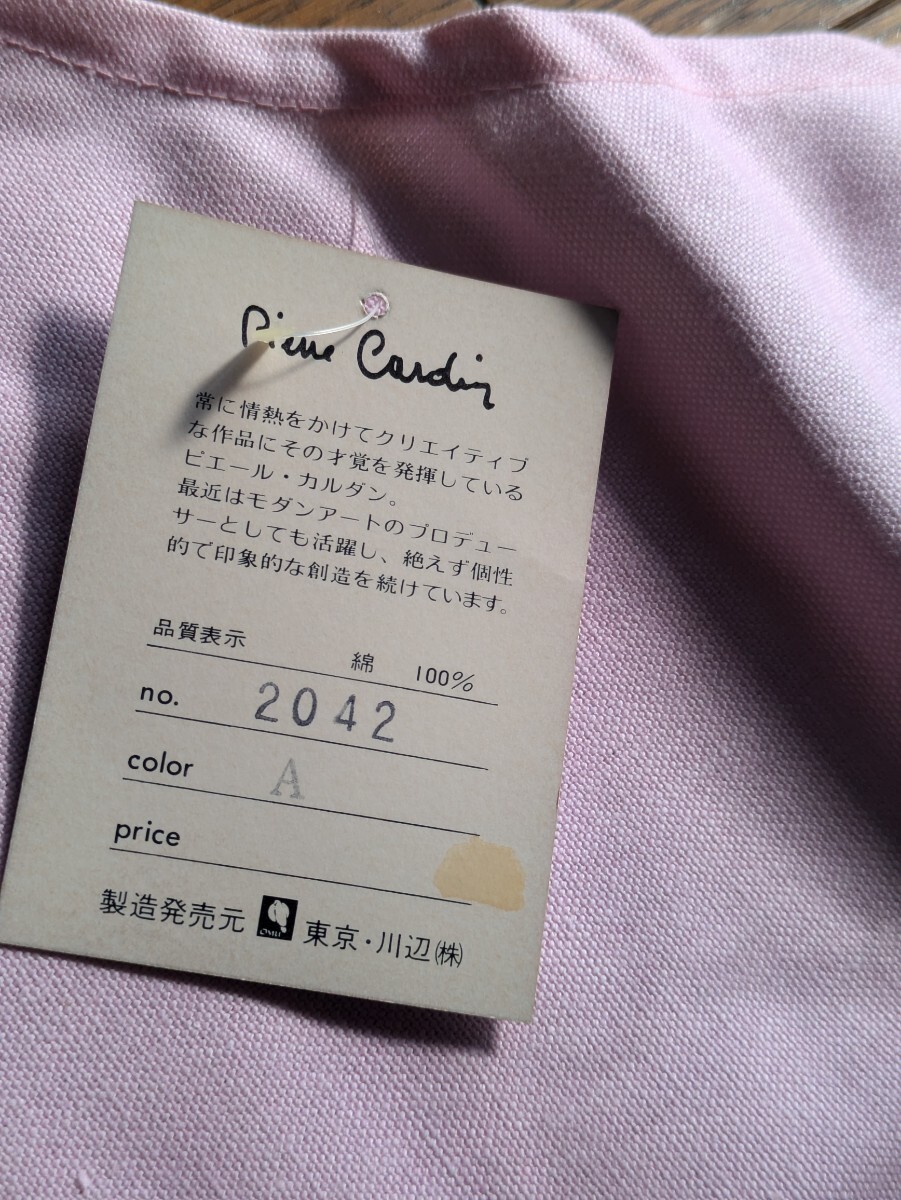 Pierre Cardin
常に情熱をかけてクリエイティブ
な作品にその才覚を発揮している
ピエール・カルダン。
最近はモダンアートのプロデュー
サーとしても活躍し、絶えず個性
的で印象的な創造を続けています。
品質表示 綿 100%
no. 2042
color A
price
製造発売元 東京・川辺㈱